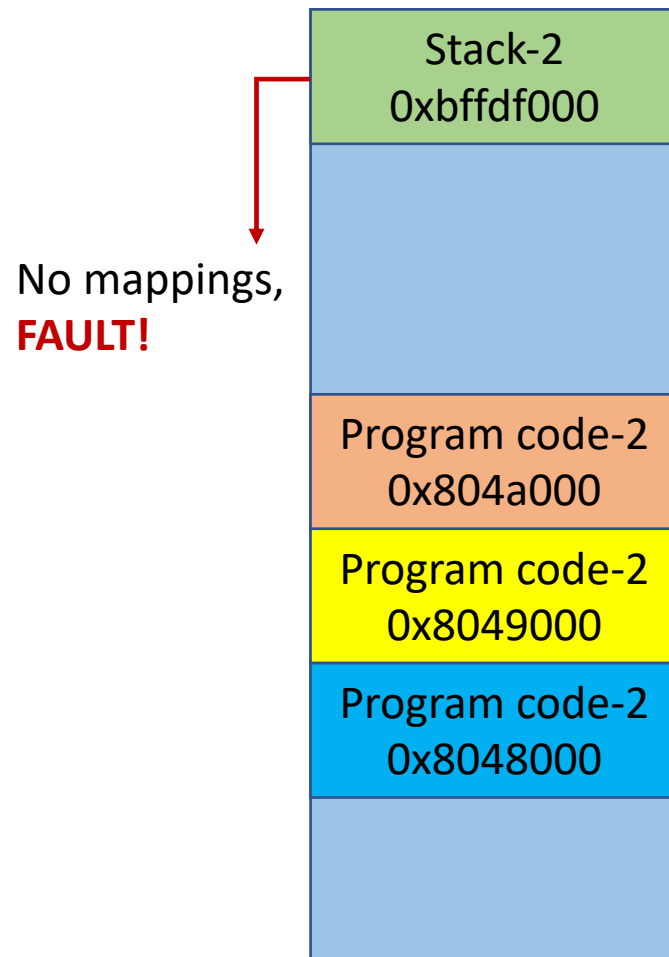 Stack-2
0xbffdf000
No mappings,
FAULT!
Program code-2
0x804a000
Program code-2
0x8049000
Program code-2
0x8048000